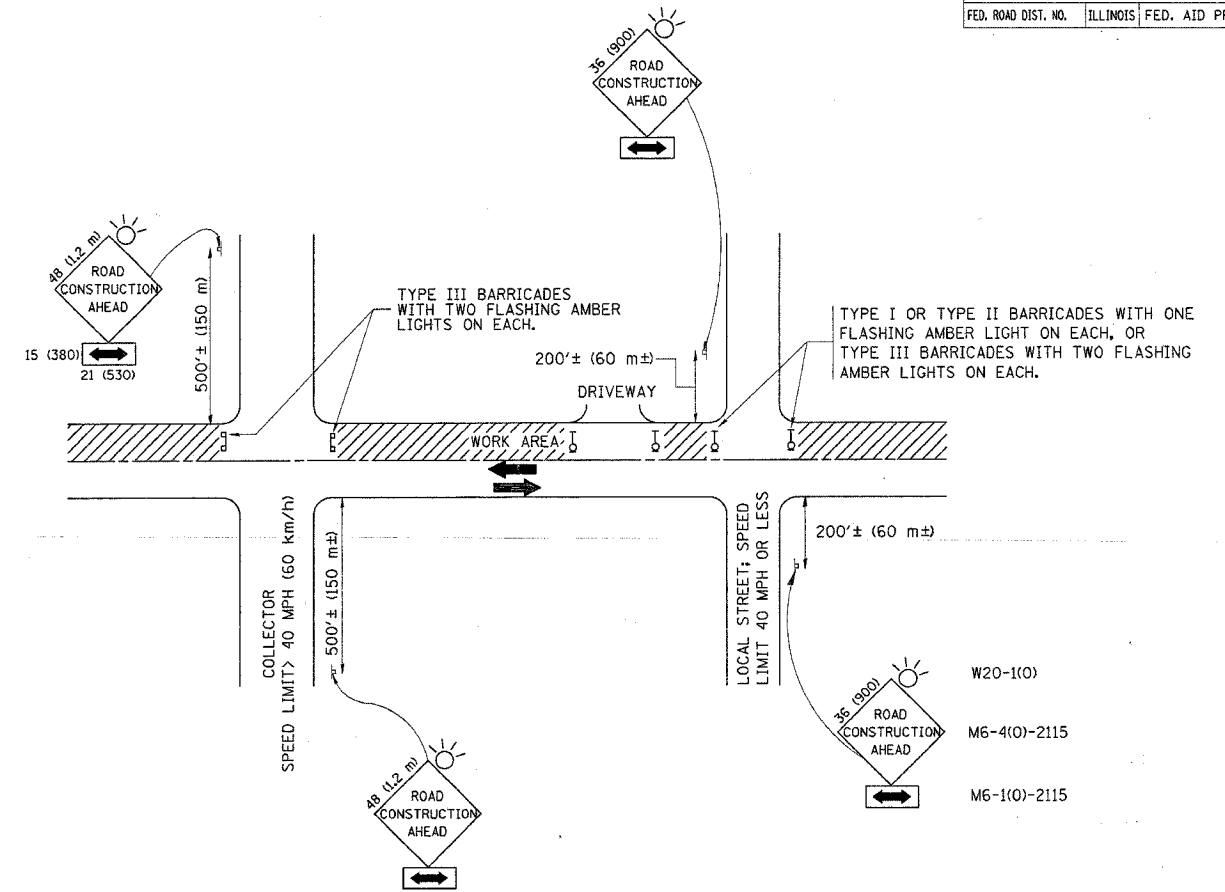 FED. ROAD DIST. NO. ILLINOIS FED. AID
36 (900)
ROAD
CONSTRUCTION
AHEAD
48 (1.2 m)
ROAD
CONSTRUCTION
AHEAD
15 (380)
21 (530)
500'± (150 m)
TYPE III BARRICADES
WITH TWO FLASHING AMBER
LIGHTS ON EACH.
200'± (60 m±)
DRIVEWAY
TYPE I OR TYPE II BARRICADES WITH ONE
FLASHING AMBER LIGHT ON EACH, OR
TYPE III BARRICADES WITH TWO FLASHING
AMBER LIGHTS ON EACH.
WORK AREA
COLLECTOR
SPEED LIMIT> 40 MPH (60 km/h)
500'± (150 m±)
LOCAL STREET; SPEED
LIMIT 40 MPH OR LESS
200'± (60 m±)
36 (900)
ROAD
CONSTRUCTION
AHEAD
W20-1(O)
M6-4(O)-2115
M6-1(O)-2115
48 (1.2 m)
ROAD
CONSTRUCTION
AHEAD